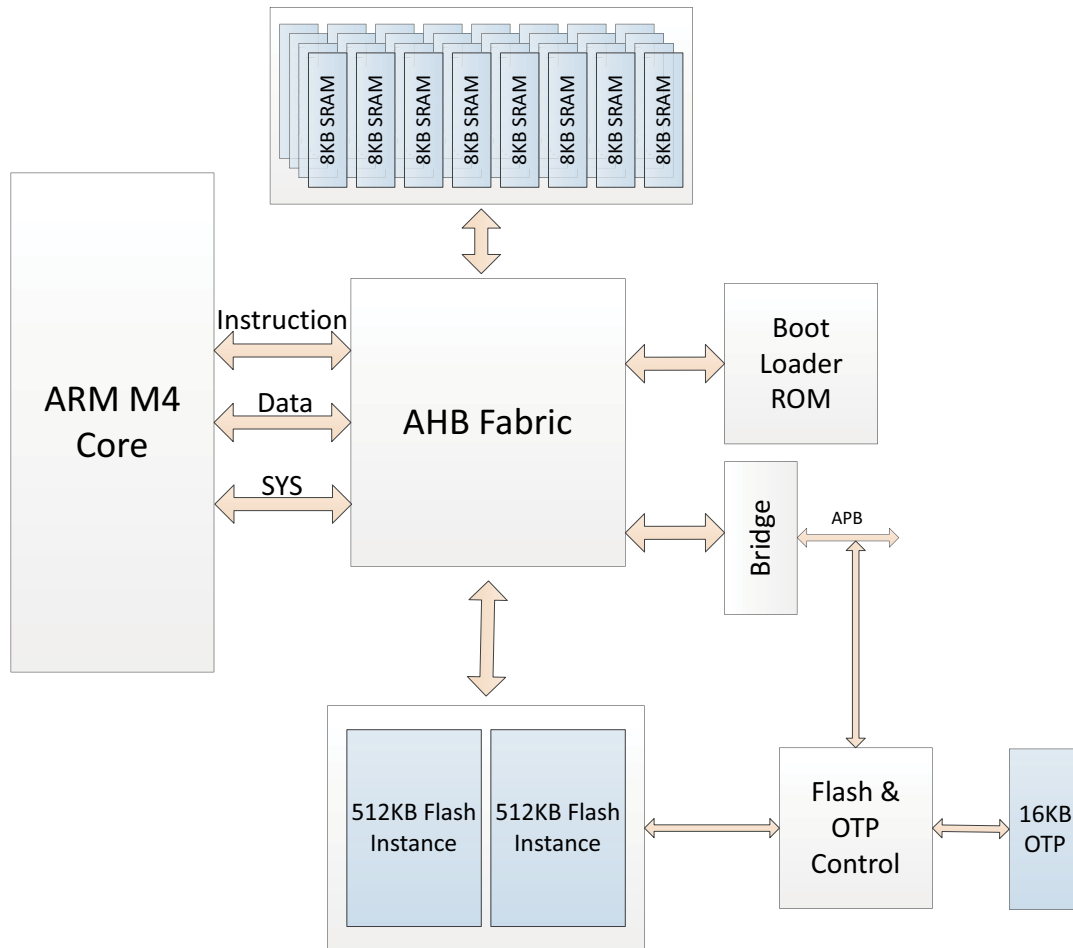 8KB SRAM
8KB SRAM
8KB SRAM
8KB SRAM
8KB SRAM
8KB SRAM
8KB SRAM
8KB SRAM
ARM M4
Core
Instruction
Data
SYS
AHB Fabric
Boot
Loader
ROM
Bridge
APB
512KB Flash
Instance
512KB Flash
Instance
Flash &
OTP
Control
16KB
OTP